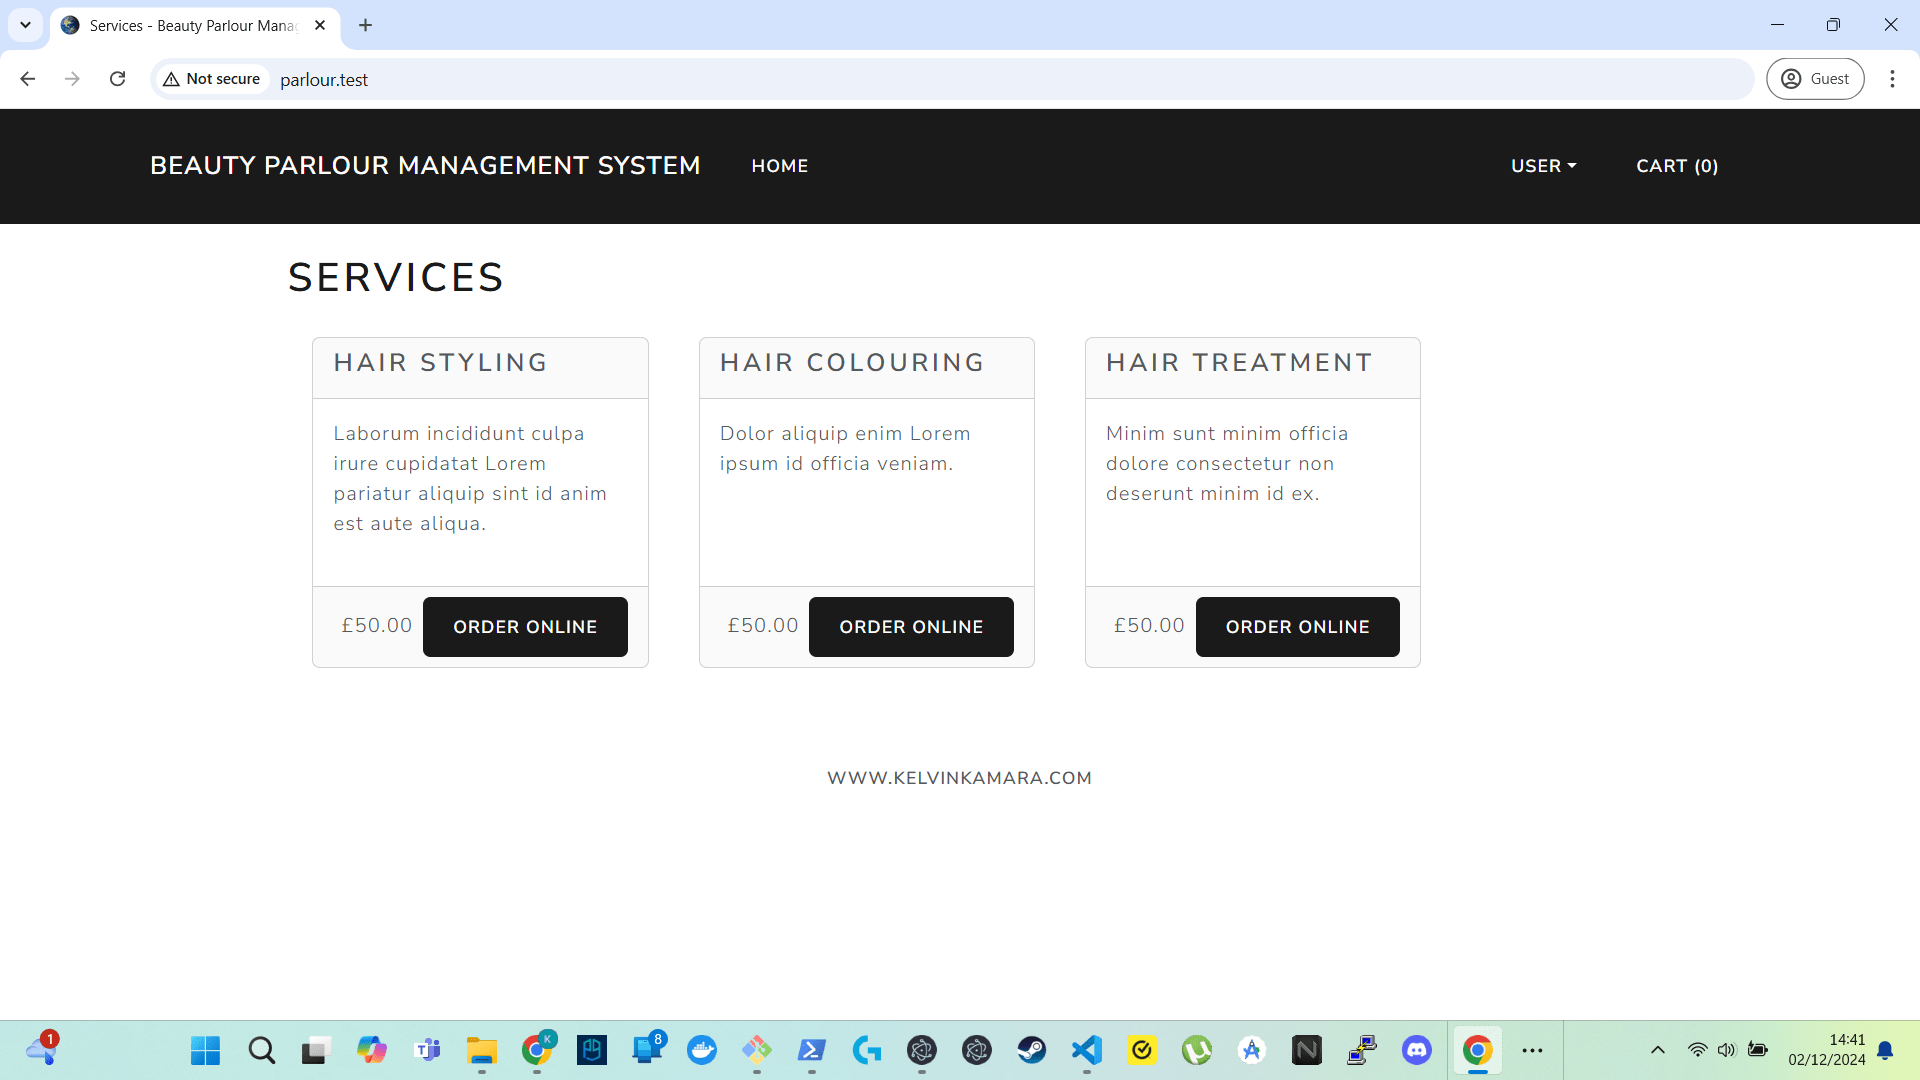 Services - Beauty Parlour Mana
Not secure
parlour.test
Guest
BEAUTY PARLOUR MANAGEMENT SYSTEM
HOME
USER
CART (0)
SERVICES
HAIR STYLING
Laborum incididunt culpa
irure cupidatat Lorem
pariatur aliquip sint id anim
est aute aliqua.
£50.00
ORDER ONLINE
HAIR COLOURING
Dolor aliquip enim Lorem
ipsum id officia veniam.
£50.00
ORDER ONLINE
HAIR TREATMENT
Minim sunt minim officia
dolore consectetur non
deserunt minim id ex.
£50.00
ORDER ONLINE
WWW.KELVINKAMARA.COM
1
K
8
14:41
02/12/2024